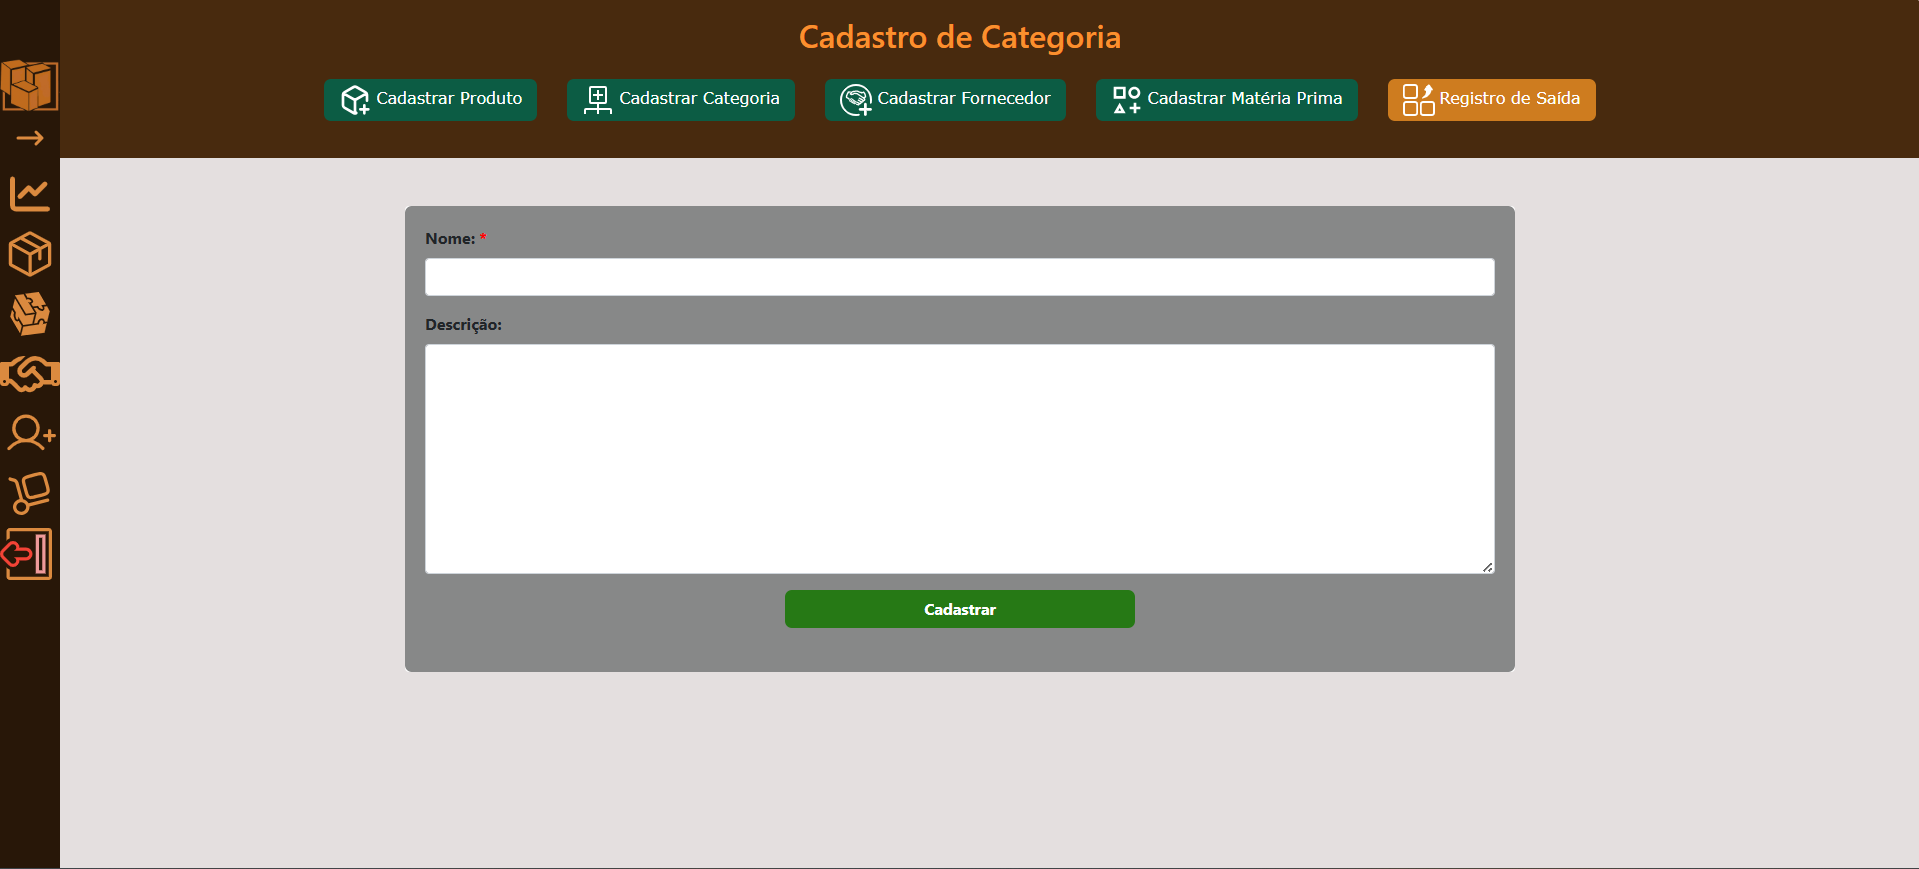 Cadastro de Categoria
Cadastrar Produto Cadastrar Categoria Cadastrar Fornecedor Cadastrar Matéria Prima Registro de Saída
Nome: *
Descrição:
Cadastrar